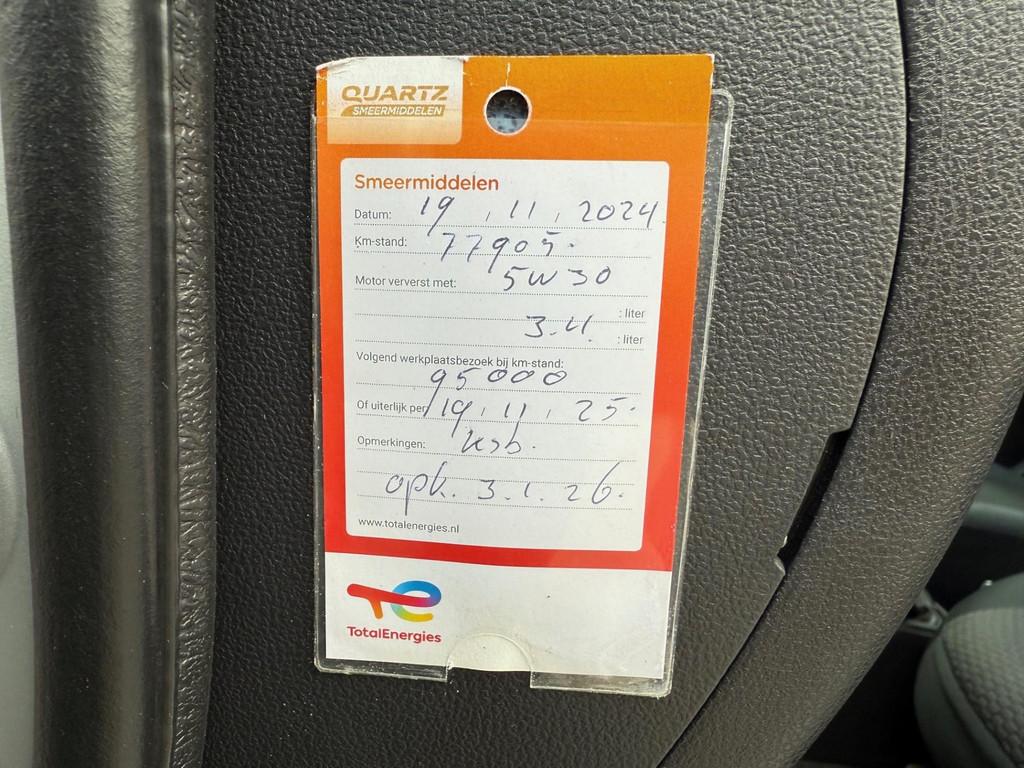 QUARTZ
SMEERMIDDELEN
Smeermiddelen
Datum: 19 , 11 , 2024.
Km-stand: 77905.
Motor ververst met: 5W30
: liter
3.4. : liter
Volgend werkplaatsbezoek bij km-stand:
95000
Of uiterlijk per: 19 , 11 , 25.
Opmerkingen:
apk. 3.1.26.
www.totalenergies.nl
TotalEnergies